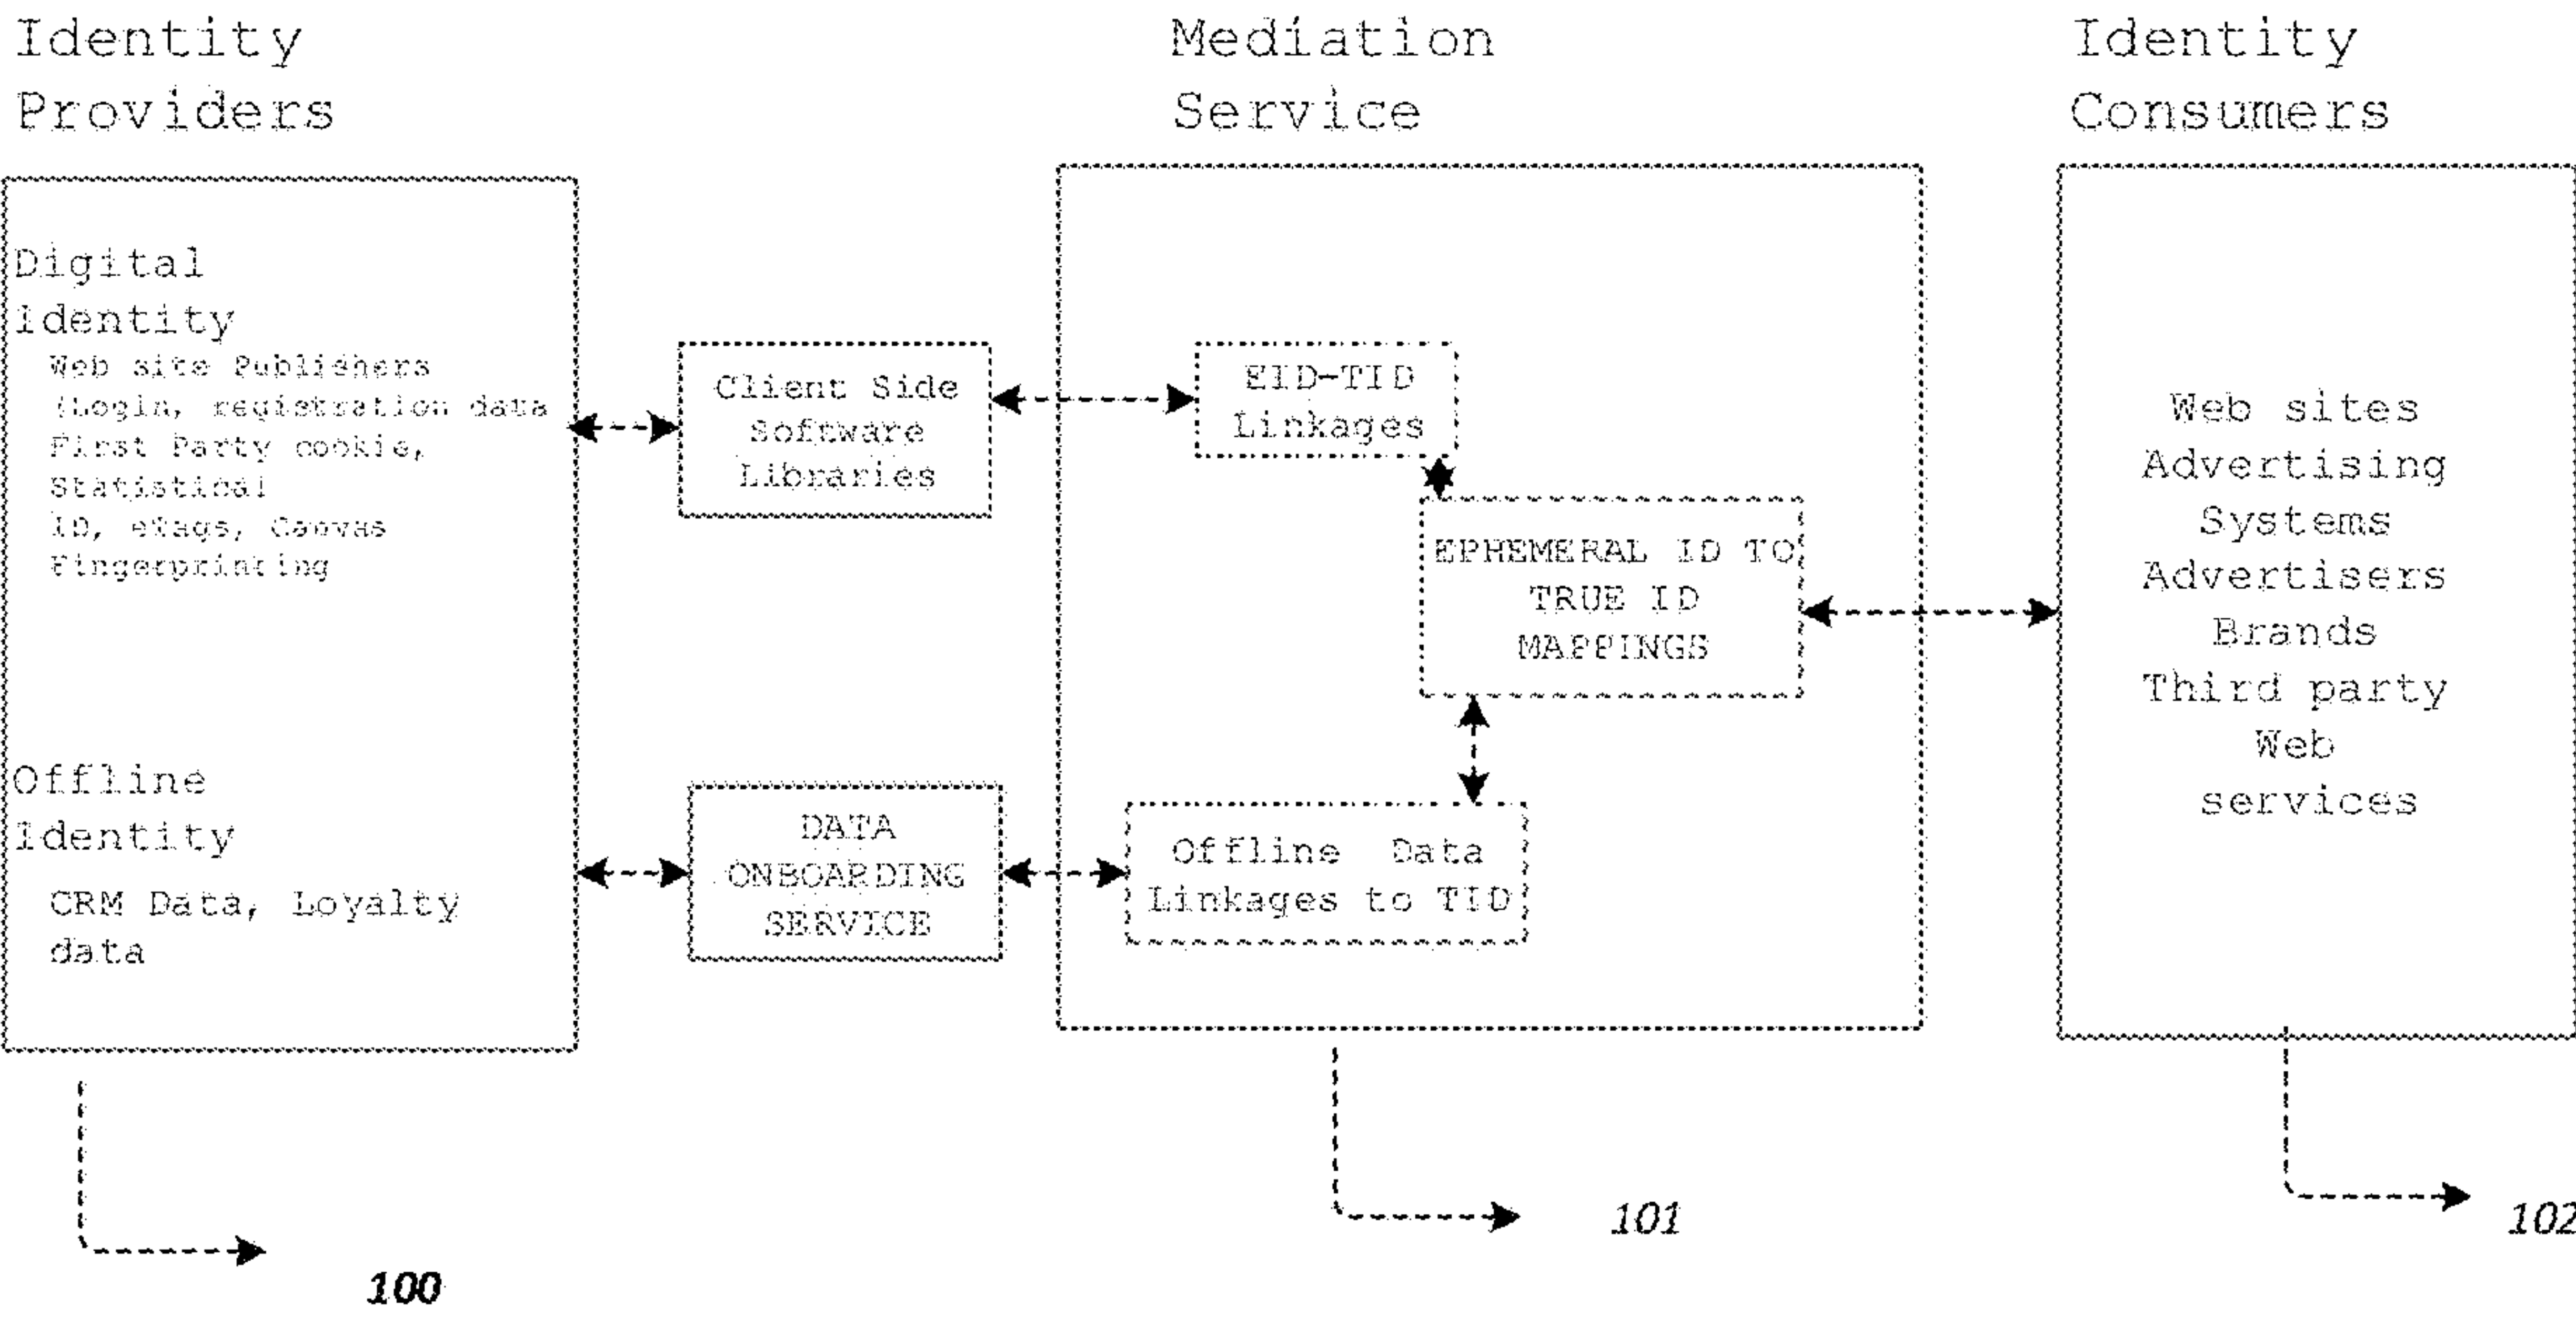 Identity
Providers
Mediation
Service
Identity
Consumers
Digital
Identity
Web site Publishers
(Login, registration data
First Party cookie,
Statistical
ID, eTags, Canvas
Fingerprinting
Offline
Identity
CRM Data, Loyalty
data
Client Side
Software
Libraries
DATA
ONBOARDING
SERVICE
EID-TID
Linkages
EPHEMERAL ID TO
TRUE ID
MAPPINGS
Offline Data
Linkages to TID
Web sites
Advertising
Systems
Advertisers
Brands
Third party
Web
services
100
101
102